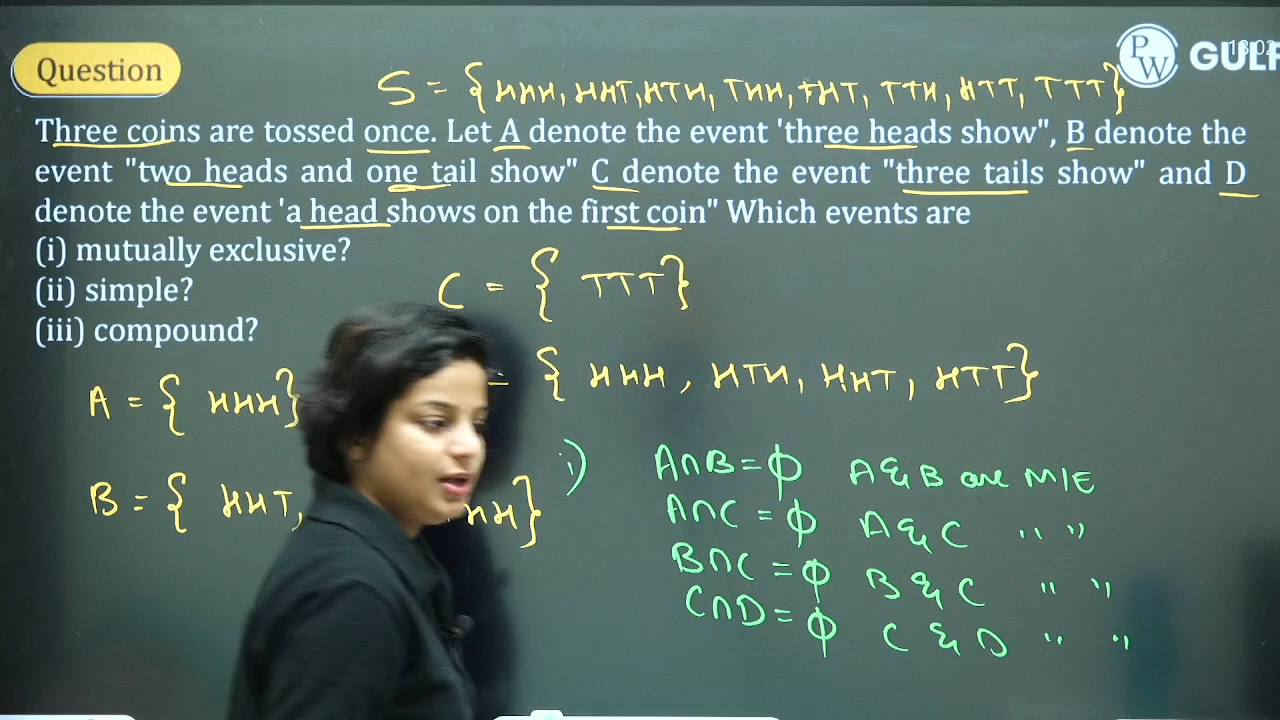 Question
PW GULF
S = {HHH, HHT, HTH, THH, THT, TTH, HTT, TTT}
Three coins are tossed once. Let A denote the event 'three heads show", B denote the
event "two heads and one tail show" C denote the event "three tails show" and D
denote the event 'a head shows on the first coin" Which events are
(i) mutually exclusive?
(ii) simple?
(iii) compound?
C = { TTT}
= { HHH, HTH, HHT, HTT}
A = { HHH}
B = { HHT, HH}
i) A∩B = ϕ A & B are M/E
A∩C = ϕ A & C " "
B∩C = ϕ B & C " "
C∩D = ϕ C & D " "